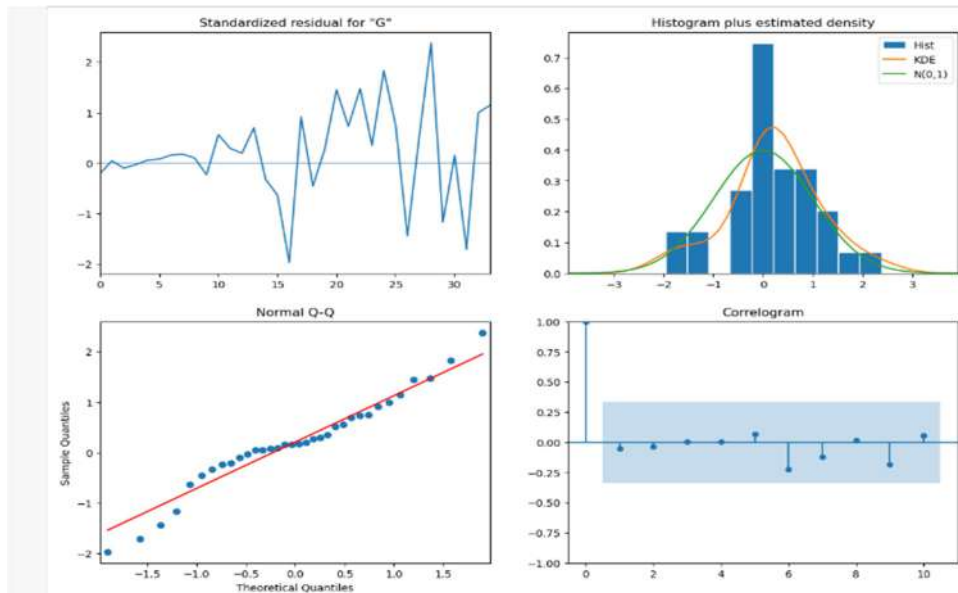 Standardized residual for "G"
2
1
0
−1
−2
0 5 10 15 20 25 30
Histogram plus estimated density
Hist
KDE
N(0,1)
0.7
0.6
0.5
0.4
0.3
0.2
0.1
0.0
−3 −2 −1 0 1 2 3
Normal Q-Q
Sample Quantiles
2
1
0
−1
−2
−1.5 −1.0 −0.5 0.0 0.5 1.0 1.5
Theoretical Quantiles
Correlogram
1.00
0.75
0.50
0.25
0.00
−0.25
−0.50
−0.75
−1.00
0 2 4 6 8 10